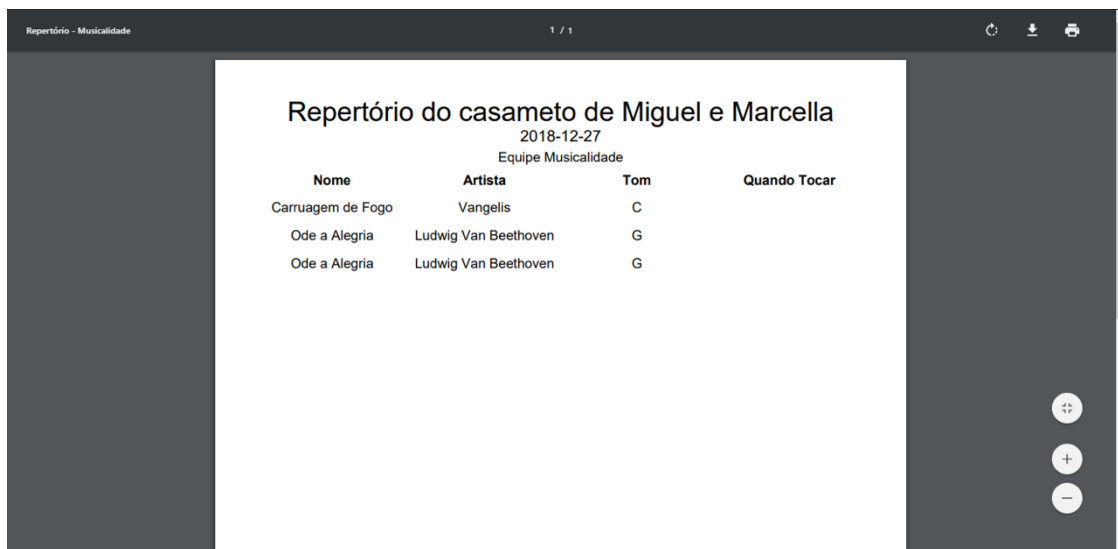 Repertório - Musicalidade 1 / 1
Repertório do casameto de Miguel e Marcella
2018-12-27
Equipe Musicalidade
Nome Artista Tom Quando Tocar
Carruagem de Fogo Vangelis C
Ode a Alegria Ludwig Van Beethoven G
Ode a Alegria Ludwig Van Beethoven G